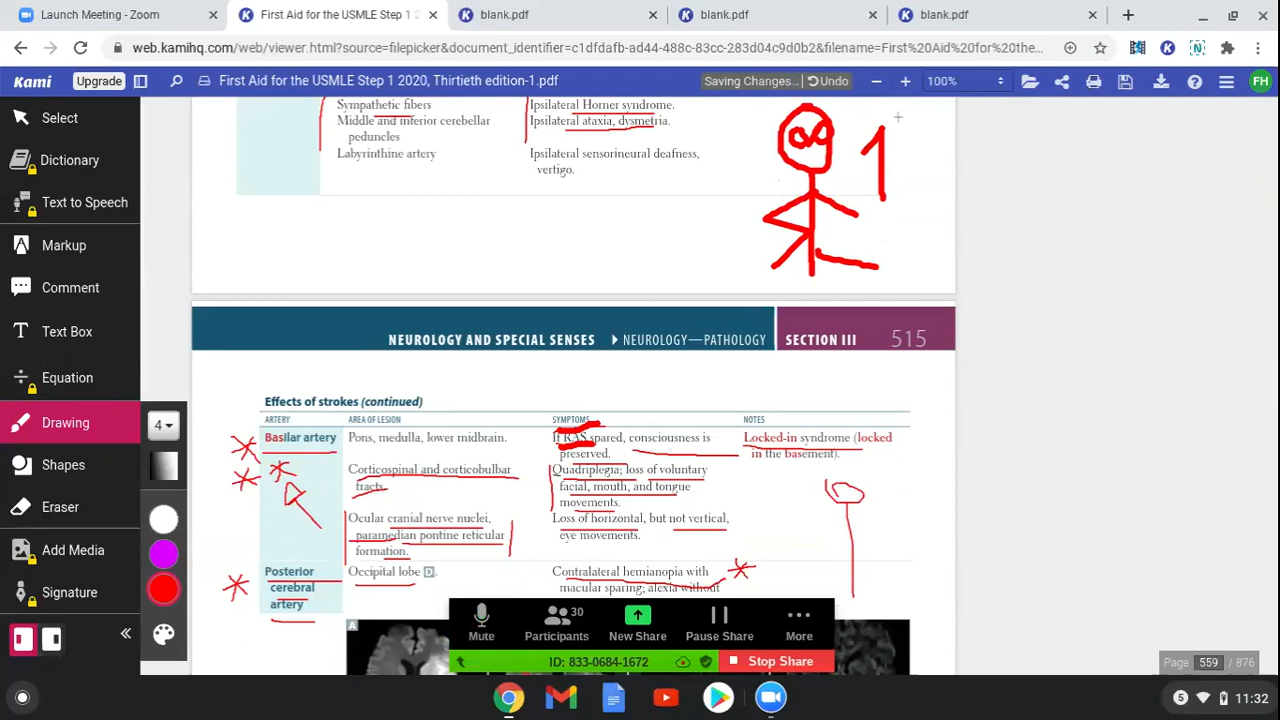 Launch Meeting - Zoom
First Aid for the USMLE Step 1 2
blank.pdf
blank.pdf
blank.pdf
web.kamihq.com/web/viewer.html?source=filepicker&document_identifier=c1dfdafb-ad44-488c-83cc-283d04c9d0b2&filename=First%20Aid%20for%20the...
Kami
Upgrade
First Aid for the USMLE Step 1 2020, Thirtieth edition-1.pdf
Saving Changes...
Undo
100%
FH
Select
Dictionary
Text to Speech
Markup
Comment
Text Box
Equation
Drawing
Shapes
Eraser
Add Media
Signature
4
Sympathetic fibers
Ipsilateral Horner syndrome.
Middle and inferior cerebellar
peduncles
Ipsilateral ataxia, dysmetria.
Labyrinthine artery
Ipsilateral sensorineural deafness,
vertigo.
1
NEUROLOGY AND SPECIAL SENSES
NEUROLOGY—PATHOLOGY
SECTION III
515
Effects of strokes (continued)
ARTERY
AREA OF LESION
SYMPTOMS
NOTES
Basilar artery
Pons, medulla, lower midbrain.
If RAS spared, consciousness is
preserved.
Locked-in syndrome (locked
in the basement).
Corticospinal and corticobulbar
tracts.
Quadriplegia; loss of voluntary
facial, mouth, and tongue
movements.
Ocular cranial nerve nuclei,
paramedian pontine reticular
formation.
Loss of horizontal, but not vertical,
eye movements.
Posterior
cerebral
artery
Occipital lobe D.
Contralateral hemianopia with
macular sparing; alexia without
A
Mute
Participants
30
New Share
Pause Share
More
ID: 833-0684-1672
Stop Share
Page 559 / 876
5
11:32